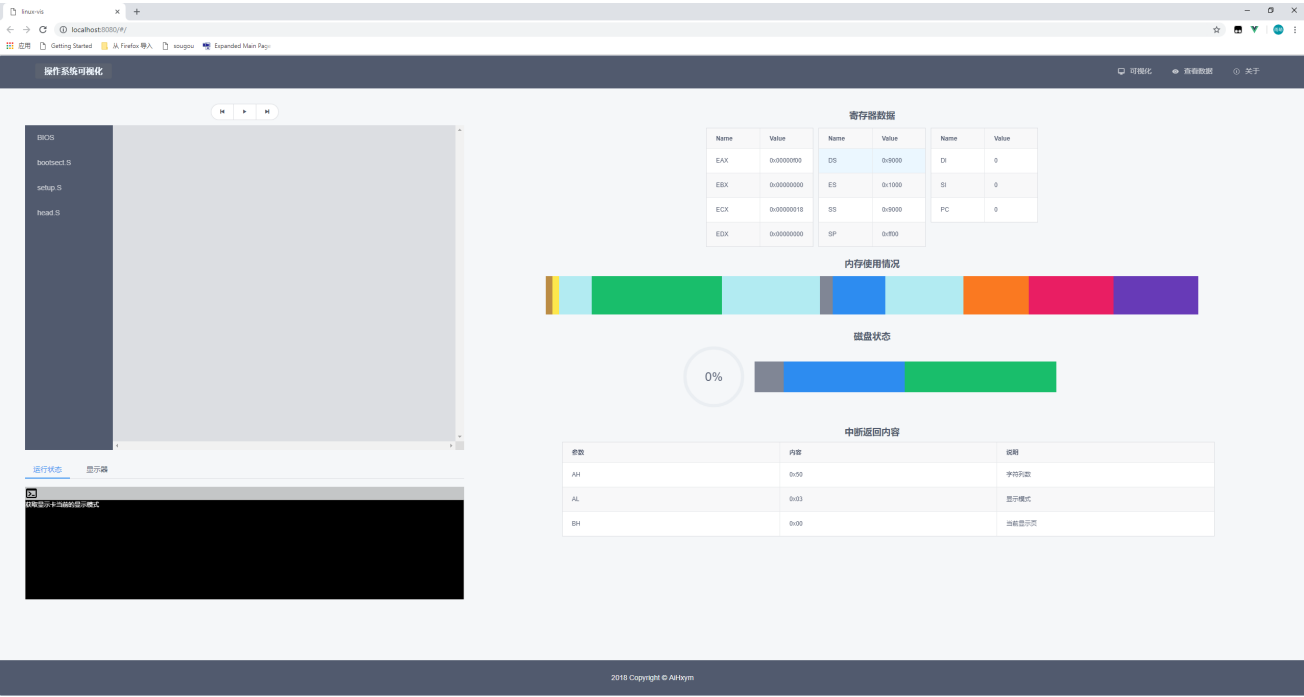 linux-vis
localhost:8080/#/
应用 Getting Started 从 Firefox 导入 sougou Expanded Main Page
操作系统可视化 可视化 查看数据 关于
BIOS
bootsect.S
setup.S
head.S
运行状态 显示器
获取显示卡当前的显示模式
寄存器数据
Name Value Name Value Name Value
EAX 0x00000f00 DS 0x9000 DI 0
EBX 0x00000000 ES 0x1000 SI 0
ECX 0x00000018 SS 0x9000 PC 0
EDX 0x00000000 SP 0xff00
内存使用情况
磁盘状态
0%
中断返回内容
参数 内容 说明
AH 0x50 字符列数
AL 0x03 显示模式
BH 0x00 当前显示页
2018 Copyright © AiHxym